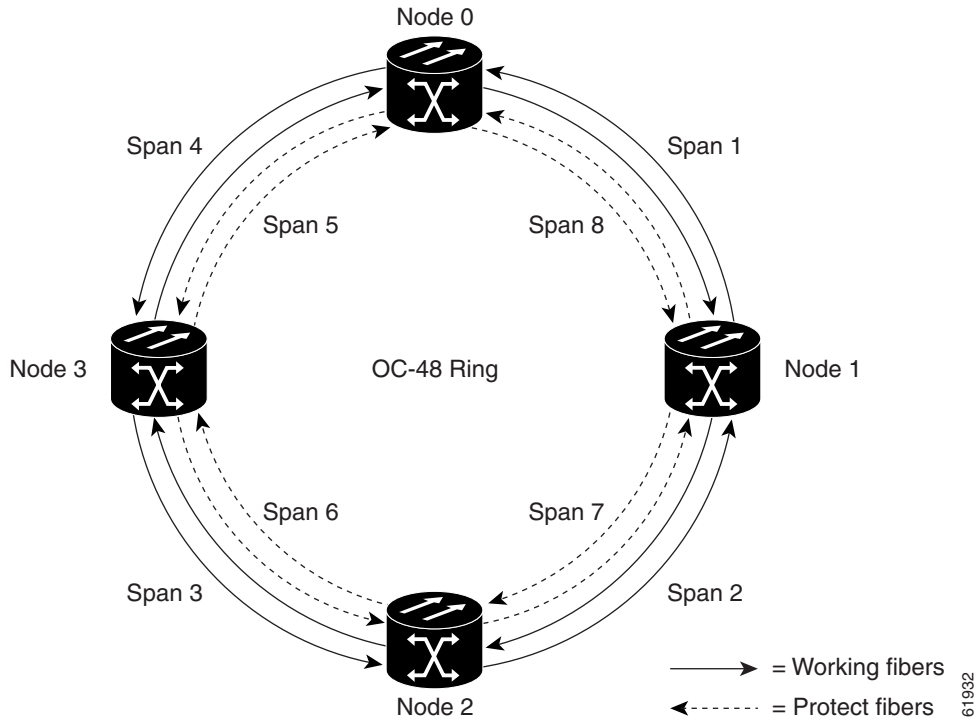 Node 0
Span 4
Span 1
Span 5
Span 8
Node 3
OC-48 Ring
Node 1
Span 6
Span 7
Span 3
Span 2
Node 2
= Working fibers
= Protect fibers
61932